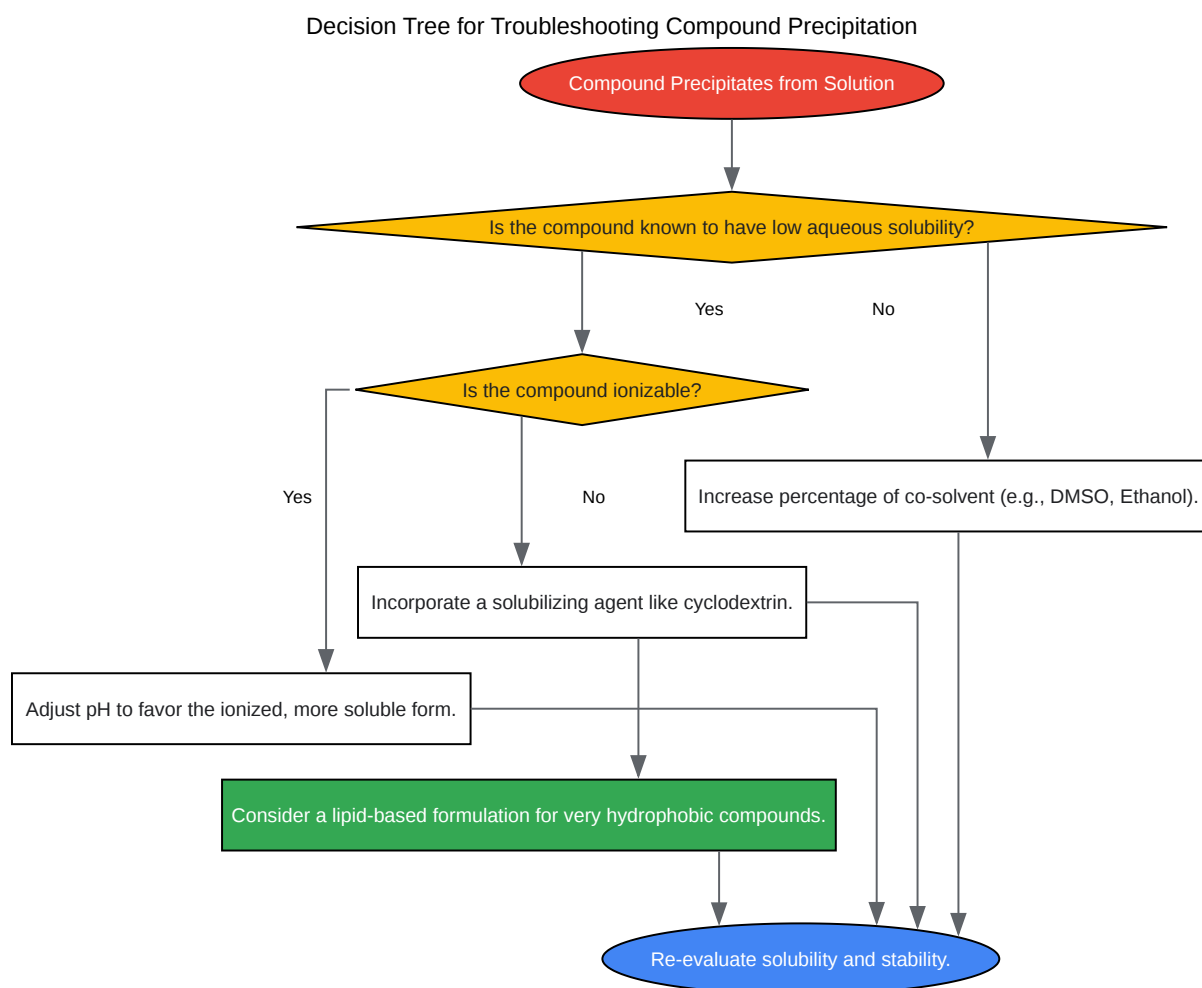 Decision Tree for Troubleshooting Compound Precipitation
Compound Precipitates from Solution
Is the compound known to have low aqueous solubility?
Yes
No
Is the compound ionizable?
Yes
No
Increase percentage of co-solvent (e.g., DMSO, Ethanol).
Incorporate a solubilizing agent like cyclodextrin.
Adjust pH to favor the ionized, more soluble form.
Consider a lipid-based formulation for very hydrophobic compounds.
Re-evaluate solubility and stability.